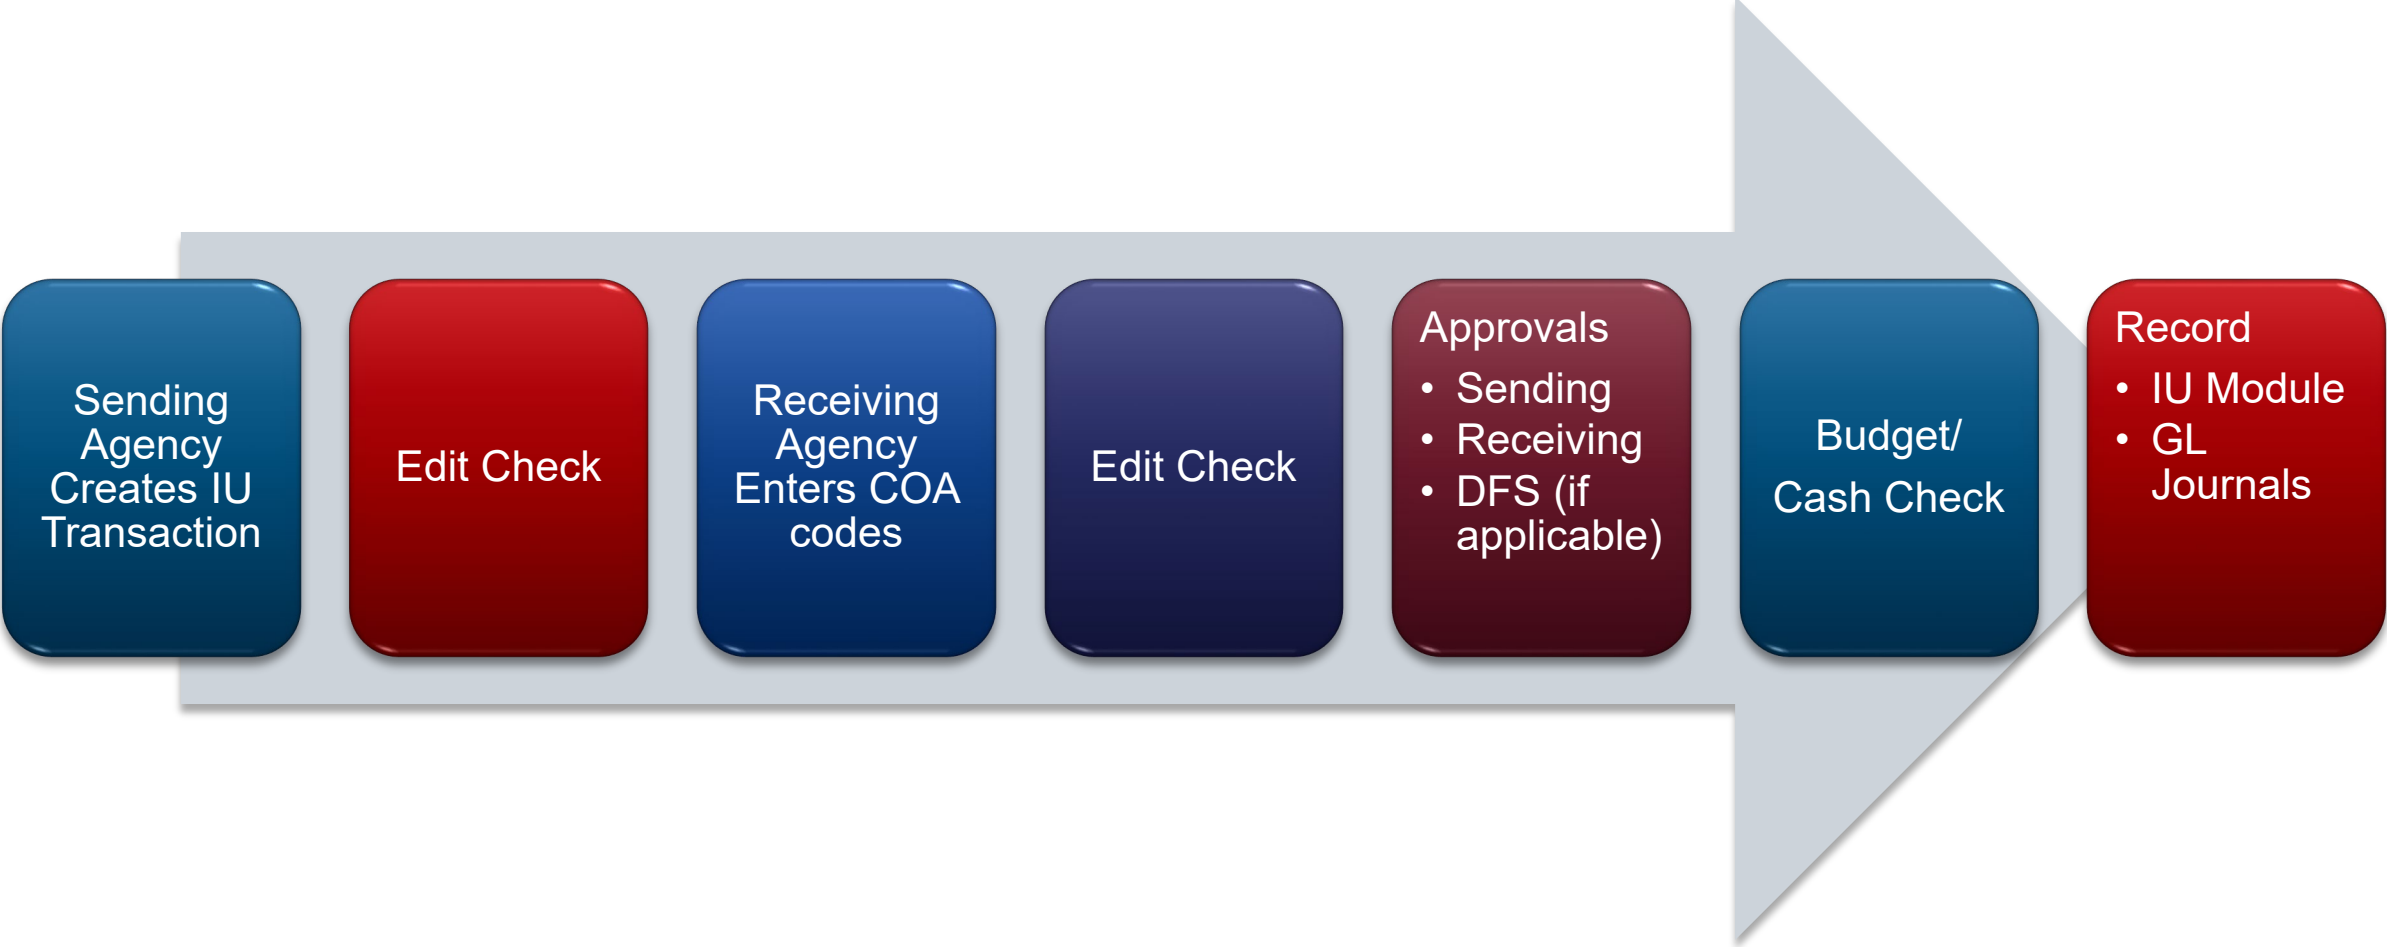 Sending
Agency
Creates IU
Transaction
Edit Check
Receiving
Agency
Enters COA
codes
Edit Check
Approvals
• Sending
• Receiving
• DFS (if
applicable)
Budget/
Cash Check
Record
• IU Module
• GL
Journals